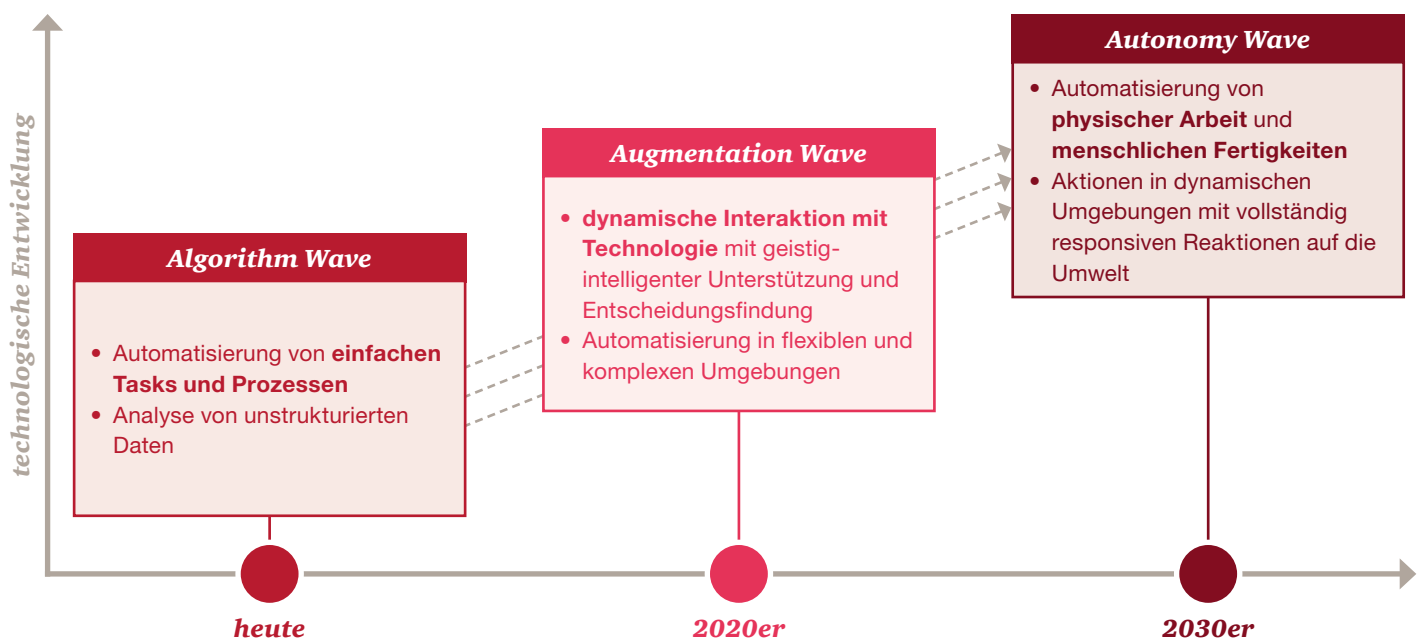 technologische Entwicklung
Algorithm Wave
• Automatisierung von einfachen
Tasks und Prozessen
• Analyse von unstrukturierten
Daten
heute
Augmentation Wave
• dynamische Interaktion mit
Technologie mit geistig-
intelligenter Unterstützung und
Entscheidungsfindung
• Automatisierung in flexiblen und
komplexen Umgebungen
2020er
Autonomy Wave
• Automatisierung von
physischer Arbeit und
menschlichen Fertigkeiten
• Aktionen in dynamischen
Umgebungen mit vollständig
responsiven Reaktionen auf die
Umwelt
2030er